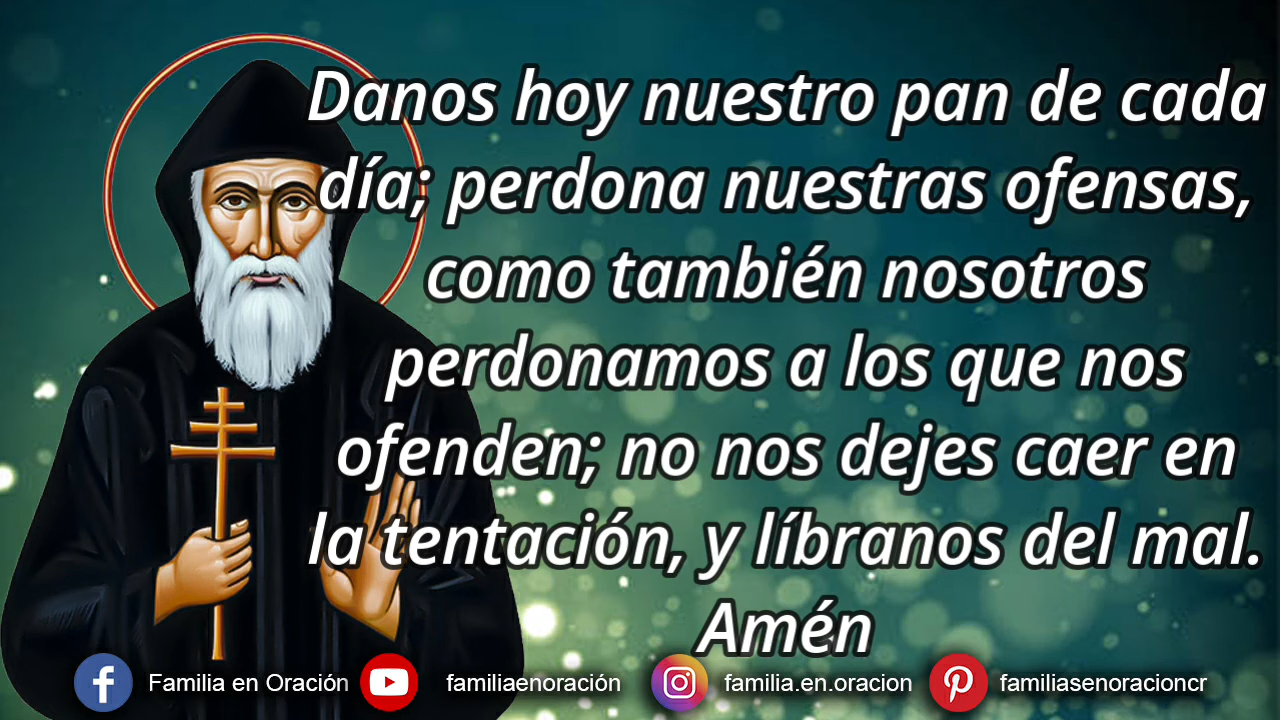 Danos hoy nuestro pan de cada
día; perdona nuestras ofensas,
como también nosotros
perdonamos a los que nos
ofenden; no nos dejes caer en
la tentación, y líbranos del mal.
Amén
Familia en Oración familiaenoración familia.en.oracion familiasenoracioncr